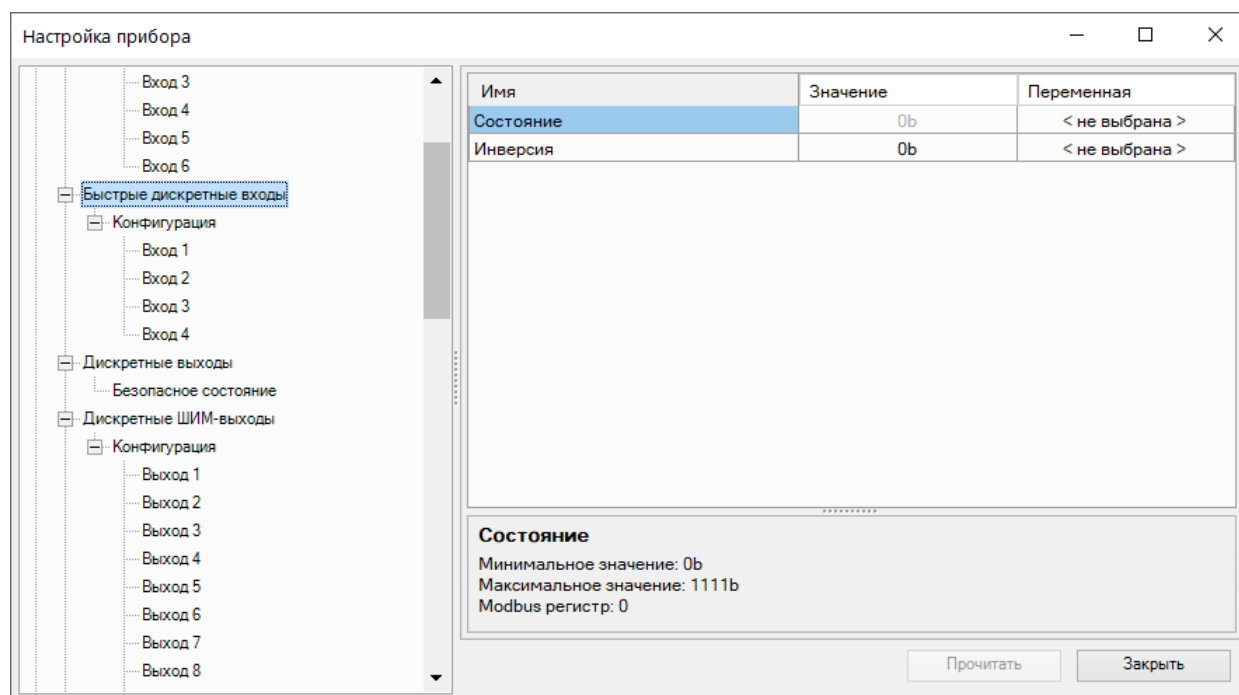 Настройка прибора
Вход 3
Вход 4
Вход 5
Вход 6
Быстрые дискретные входы
Конфигурация
Вход 1
Вход 2
Вход 3
Вход 4
Дискретные выходы
Безопасное состояние
Дискретные ШИМ-выходы
Конфигурация
Выход 1
Выход 2
Выход 3
Выход 4
Выход 5
Выход 6
Выход 7
Выход 8
Имя Значение Переменная
Состояние 0b < не выбрана >
Инверсия 0b < не выбрана >
Состояние
Минимальное значение: 0b
Максимальное значение: 1111b
Modbus регистр: 0
Прочитать Закрыть